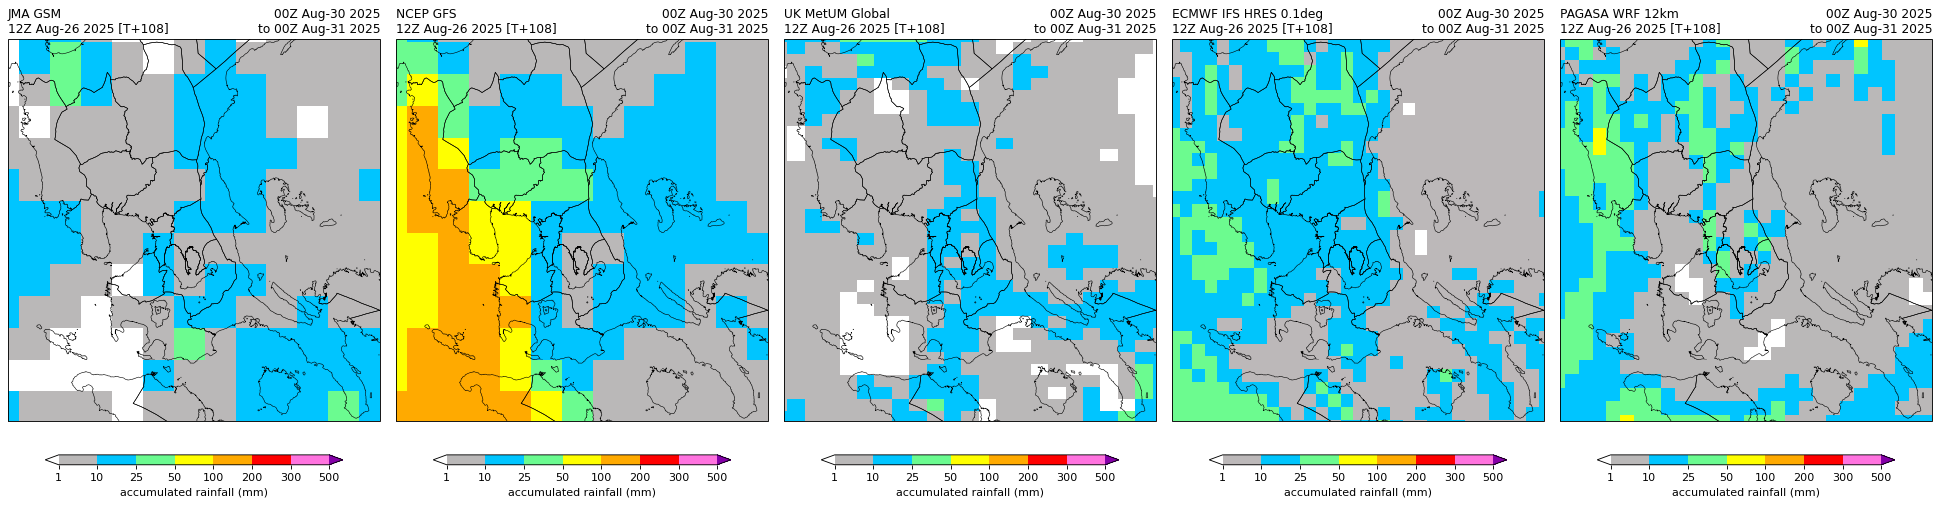 JMA GSM 00Z Aug-30 2025
12Z Aug-26 2025 [T+108] to 00Z Aug-31 2025
1 10 25 50 100 200 300 500
accumulated rainfall (mm)
NCEP GFS 00Z Aug-30 2025
12Z Aug-26 2025 [T+108] to 00Z Aug-31 2025
1 10 25 50 100 200 300 500
accumulated rainfall (mm)
UK MetUM Global 00Z Aug-30 2025
12Z Aug-26 2025 [T+108] to 00Z Aug-31 2025
1 10 25 50 100 200 300 500
accumulated rainfall (mm)
ECMWF IFS HRES 0.1deg 00Z Aug-30 2025
12Z Aug-26 2025 [T+108] to 00Z Aug-31 2025
1 10 25 50 100 200 300 500
accumulated rainfall (mm)
PAGASA WRF 12km 00Z Aug-30 2025
12Z Aug-26 2025 [T+108] to 00Z Aug-31 2025
1 10 25 50 100 200 300 500
accumulated rainfall (mm)